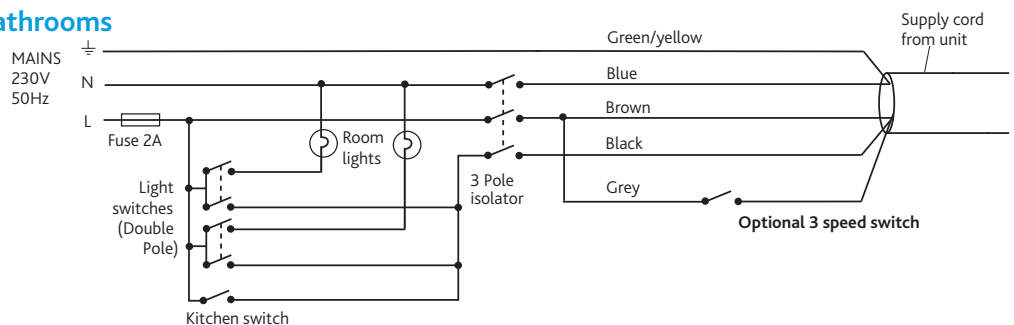 athrooms
MAINS
230V
50Hz
N
L
Fuse 2A
Room
lights
Light
switches
(Double
Pole)
Kitchen switch
3 Pole
isolator
Green/yellow
Blue
Brown
Black
Grey
Optional 3 speed switch
Supply cord
from unit